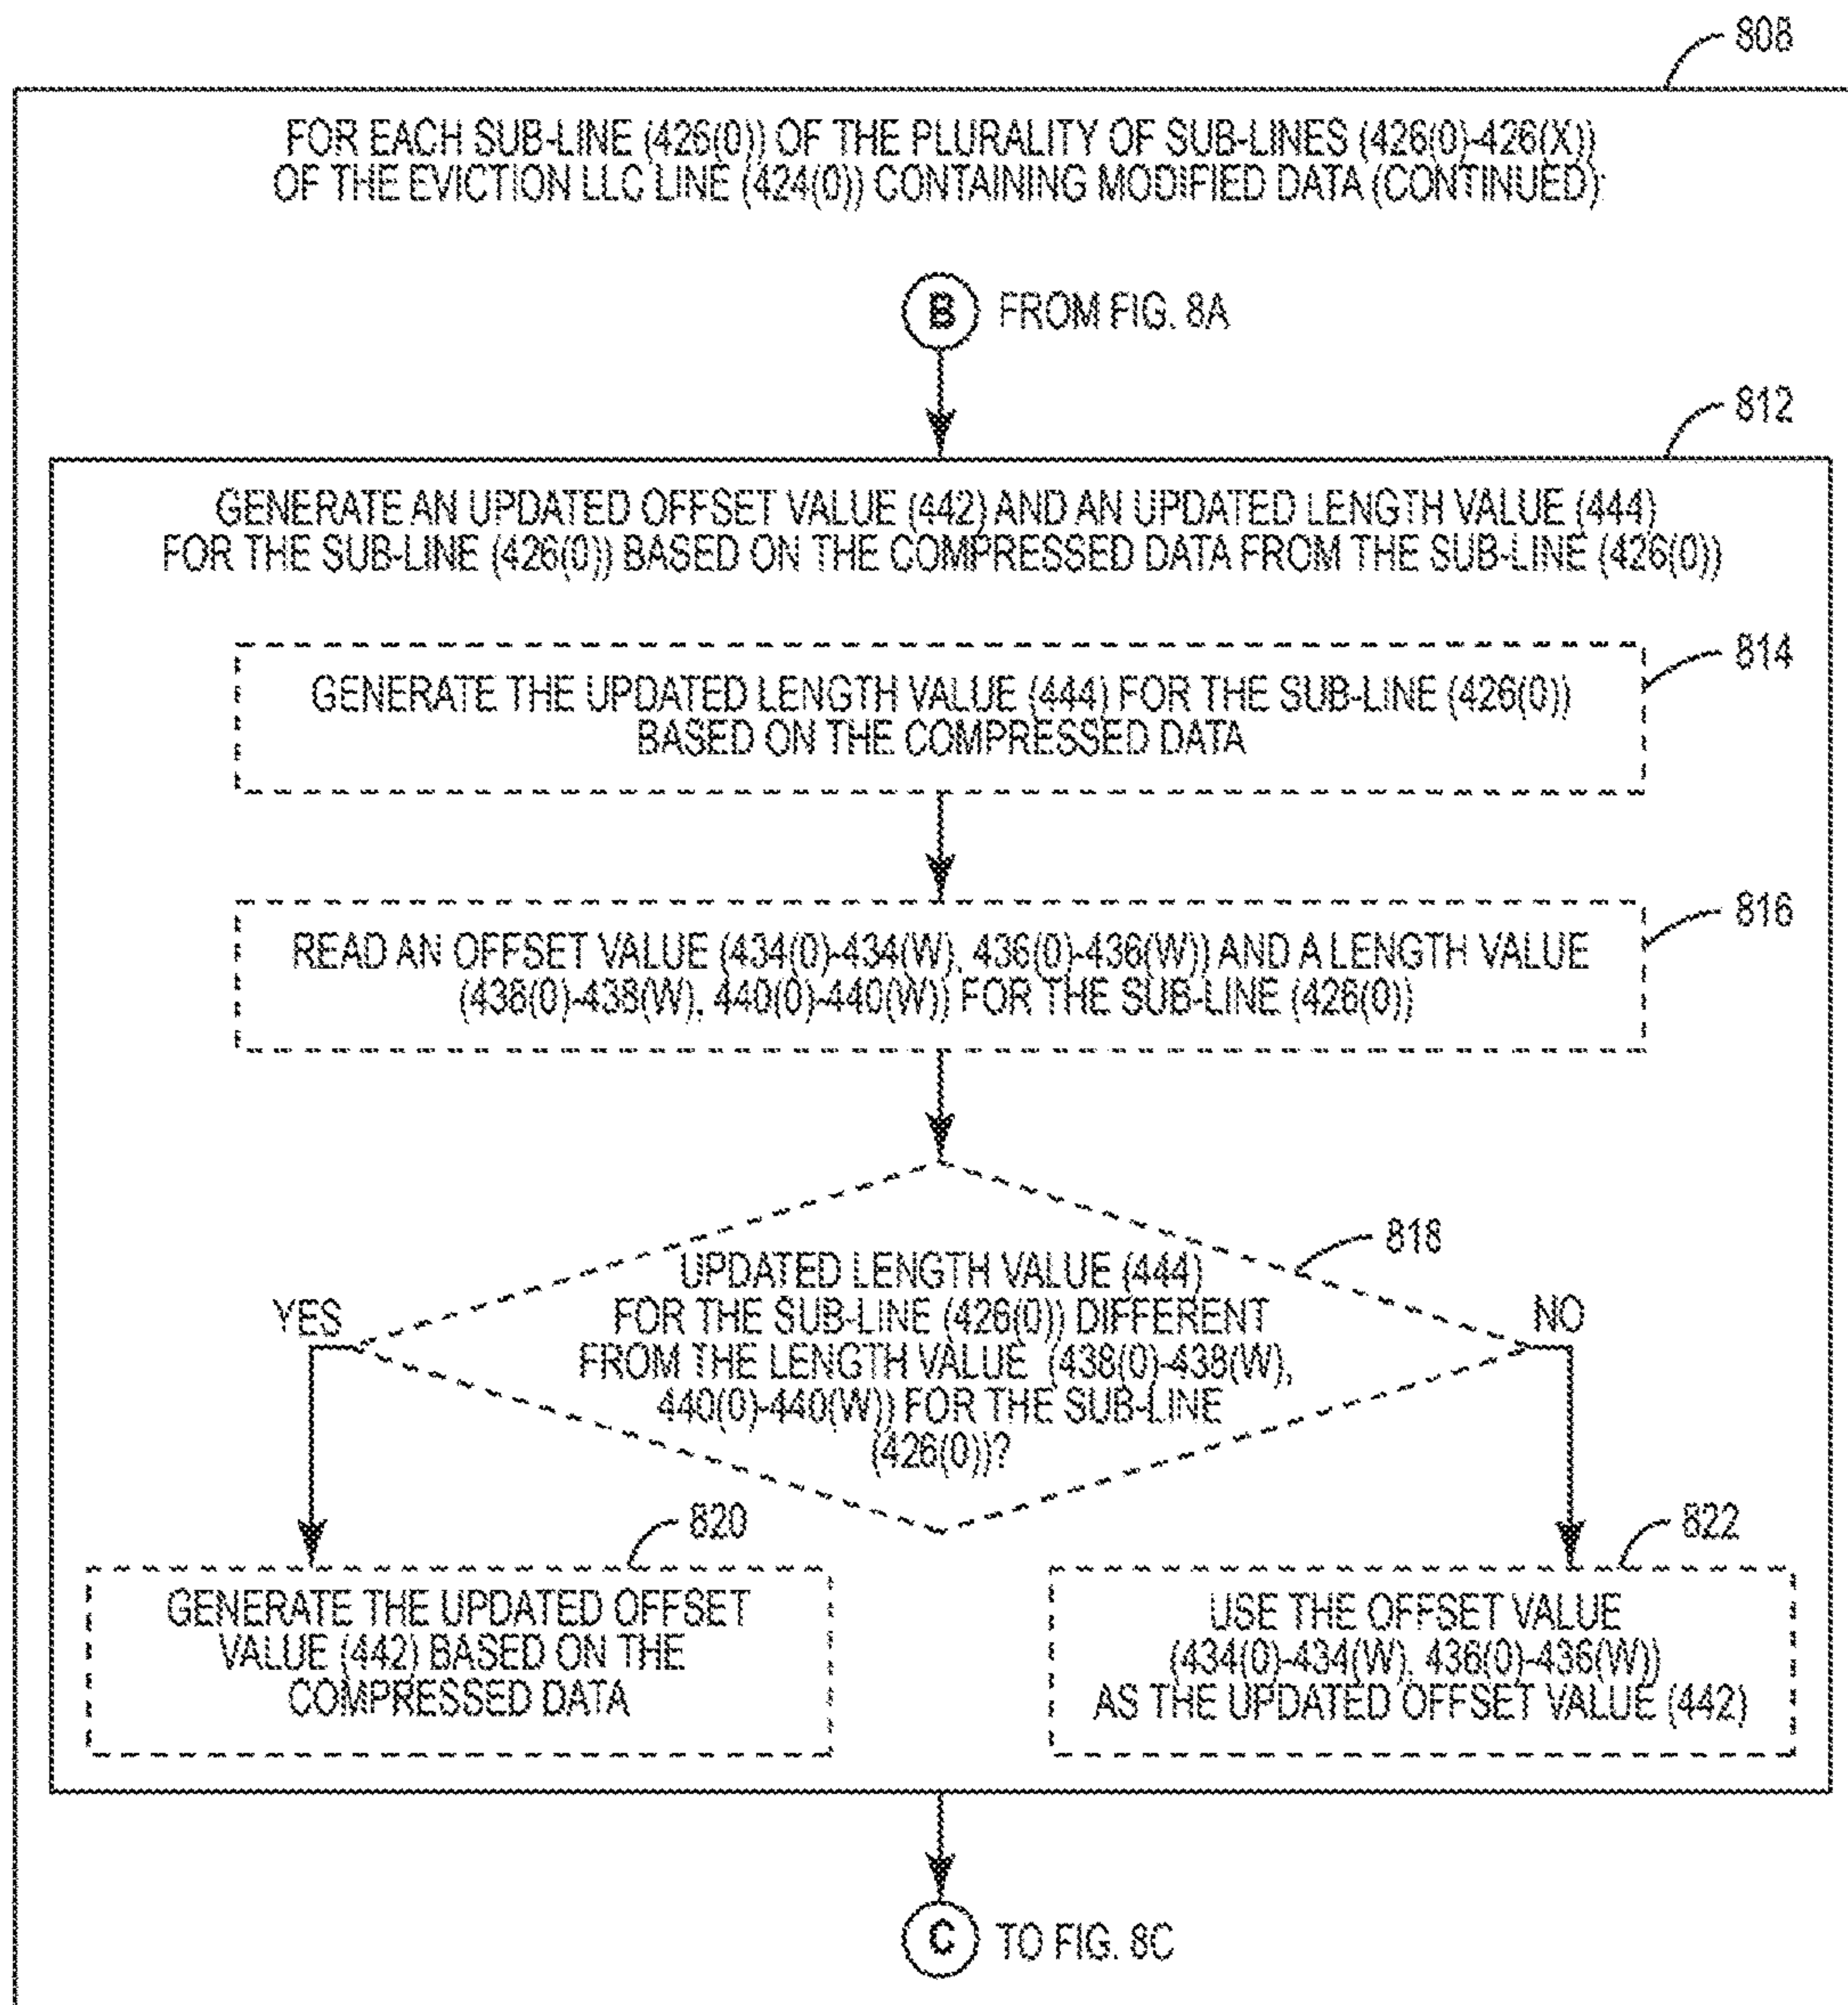 808
FOR EACH SUB-LINE (426(0)) OF THE PLURALITY OF SUB-LINES (426(0)-426(X))
OF THE EVICTION LLC LINE (424(0)) CONTAINING MODIFIED DATA (CONTINUED):
B FROM FIG. 8A
812
GENERATE AN UPDATED OFFSET VALUE (442) AND AN UPDATED LENGTH VALUE (444)
FOR THE SUB-LINE (426(0)) BASED ON THE COMPRESSED DATA FROM THE SUB-LINE (426(0))
814
GENERATE THE UPDATED LENGTH VALUE (444) FOR THE SUB-LINE (426(0))
BASED ON THE COMPRESSED DATA
816
READ AN OFFSET VALUE (434(0)-434(W), 436(0)-436(W)) AND A LENGTH VALUE
(438(0)-438(W), 440(0)-440(W)) FOR THE SUB-LINE (426(0))
818
UPDATED LENGTH VALUE (444)
FOR THE SUB-LINE (426(0)) DIFFERENT
FROM THE LENGTH VALUE (438(0)-438(W),
440(0)-440(W)) FOR THE SUB-LINE
(426(0))?
YES
NO
820
GENERATE THE UPDATED OFFSET
VALUE (442) BASED ON THE
COMPRESSED DATA
822
USE THE OFFSET VALUE
(434(0)-434(W), 436(0)-436(W))
AS THE UPDATED OFFSET VALUE (442)
C TO FIG. 8C